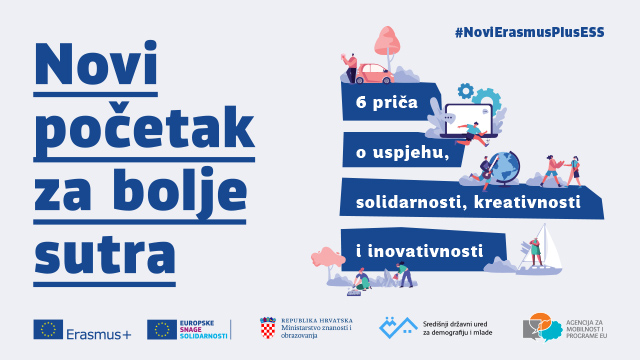 #NoviErasmusPlusESS
Novi
početak
za bolje
sutra
6 priča
o uspjehu,
solidarnosti, kreativnosti
i inovativnosti
Erasmus+
EUROPSKE
SNAGE
SOLIDARNOSTI
REPUBLIKA HRVATSKA
Ministarstvo znanosti i
obrazovanja
Središnji državni ured
za demografiju i mlade
AGENCIJA ZA
MOBILNOST I
PROGRAME EU